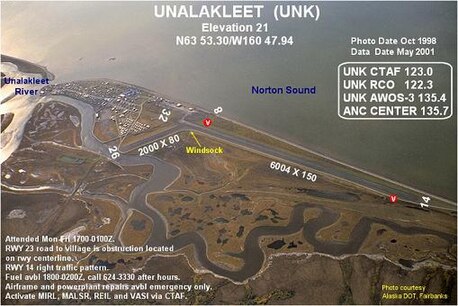 UNALAKLEET (UNK)
Elevation 21
N63 53.30/W160 47.94
Photo Date Oct 1998
Data Date May 2001
Unalakleet
River
Norton Sound
UNK CTAF 123.0
UNK RCO 122.3
UNK AWOS-3 135.4
ANC CENTER 135.7
8
32
V
26
2000 X 80
Windsock
6004 X 150
V
14
Attended Mon-Fri 1700-0100Z.
RWY 23 road to village is obstruction located
on rwy centerline.
RWY 14 right traffic pattern.
Fuel avbl 1800-0200Z, call 624-3330 after hours.
Airframe and powerplant repairs avbl emergency only.
Activate MIRL, MALSR, REIL and VASI via CTAF.
Photo courtesy
Alaska DOT, Fairbanks